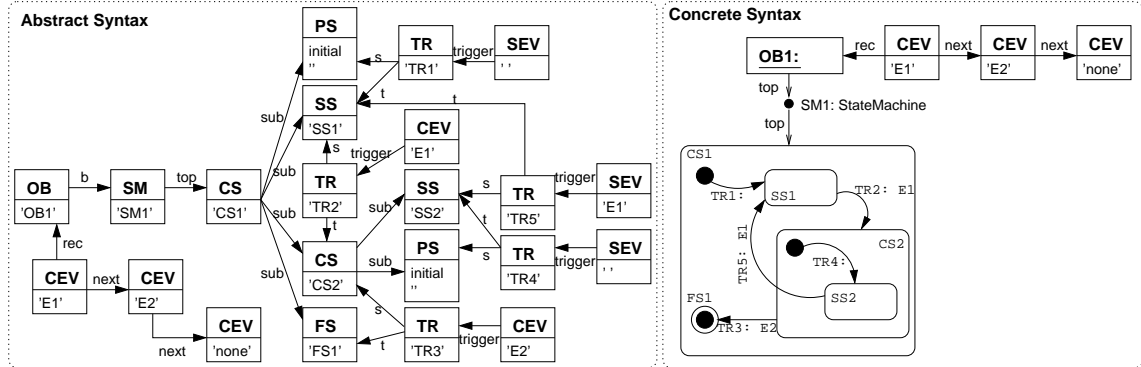 Abstract Syntax
PS
initial
''
TR
'TR1'
trigger
SEV
' '
s
t
t
SS
'SS1'
sub
sub
CEV
'E1'
trigger
s
OB
'OB1'
b
SM
'SM1'
top
CS
'CS1'
sub
TR
'TR2'
SS
'SS2'
s
TR
'TR5'
trigger
SEV
'E1'
rec
sub
t
sub
t
CS
'CS2'
sub
PS
initial
''
s
TR
'TR4'
trigger
SEV
' '
CEV
'E1'
next
CEV
'E2'
sub
s
next
CEV
'none'
FS
'FS1'
t
TR
'TR3'
trigger
CEV
'E2'
Concrete Syntax
OB1:
rec
CEV
'E1'
next
CEV
'E2'
next
CEV
'none'
top
SM1: StateMachine
top
CS1
TR1:
SS1
TR2: E1
CS2
TR5: E1
TR4:
SS2
FS1
TR3: E2